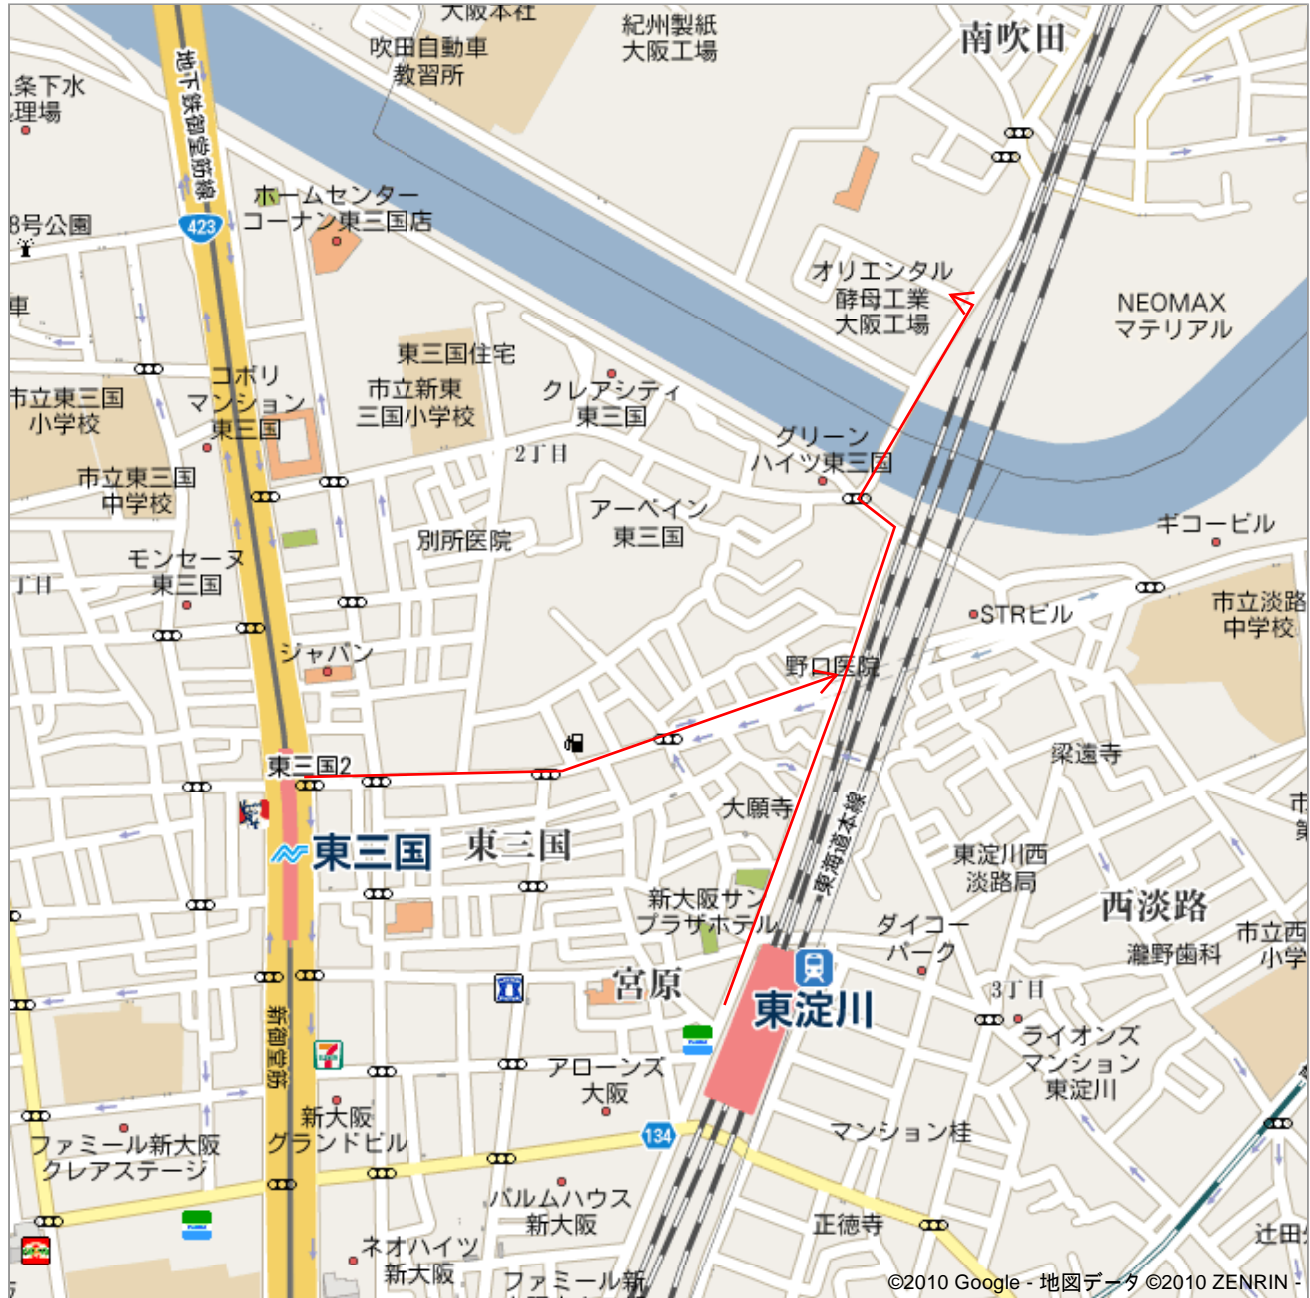 大阪本社
紀州製紙
大阪工場
南吹田
吹田自動車
教習所
地下鉄御堂筋線
条下水
理場
ホームセンター
コーナン東三国店
8号公園
423
オリエンタル
酵母工業
大阪工場
NEOMAX
マテリアル
車
東三国住宅
市立新東
三国小学校
コボリ
マンション
東三国
クレアシティ
東三国
市立東三国
小学校
グリーン
ハイツ東三国
2丁目
市立東三国
中学校
アーベイン
東三国
ギコービル
別所医院
モンセーヌ
東三国
丁目
市立淡路
中学校
STRビル
ジャパン
野口医院
東三国2
梁遠寺
大願寺
市
東三国
東三国
東海道本線
東淀川西
淡路局
新大阪サン
プラザホテル
西淡路
ダイコー
パーク
市立西
小学
瀧野歯科
宮原
東淀川
3丁目
新御堂筋
ライオンズ
マンション
東淀川
アローンズ
大阪
新大阪
グランドビル
ファミール新大阪
クレアステージ
134
マンション桂
パルムハウス
新大阪
正徳寺
辻田
ネオハイツ
新大阪
ファミール新
©2010 Google - 地図データ ©2010 ZENRIN -